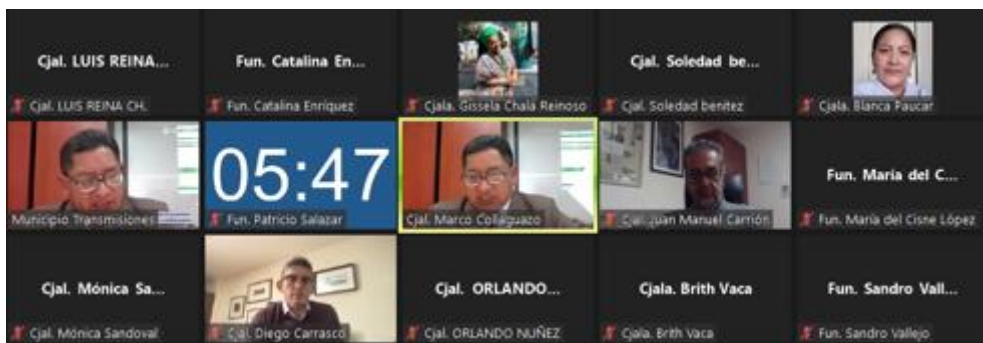 Cjal. LUIS REINA...
Cjal. LUIS REINA CH.
Fun. Catalina En...
Fun. Catalina Enríquez
Cjala. Gissela Chala Reinoso
Cjal. Soledad be...
Cjal. Soledad benitez
Cjala. Blanca Paucar
Municipio Transmisiones
05:47
Fun. Patricio Salazar
Cjal. Marco Collaguazo
Cjal. Juan Manuel Carrión
Fun. María del C...
Fun. María del Cisne López
Cjal. Mónica Sa...
Cjal. Mónica Sandoval
Cjal. Diego Carrasco
Cjal. ORLANDO...
Cjal. ORLANDO NUÑEZ
Cjala. Brith Vaca
Cjala. Brith Vaca
Fun. Sandro Vall...
Fun. Sandro Vallejo